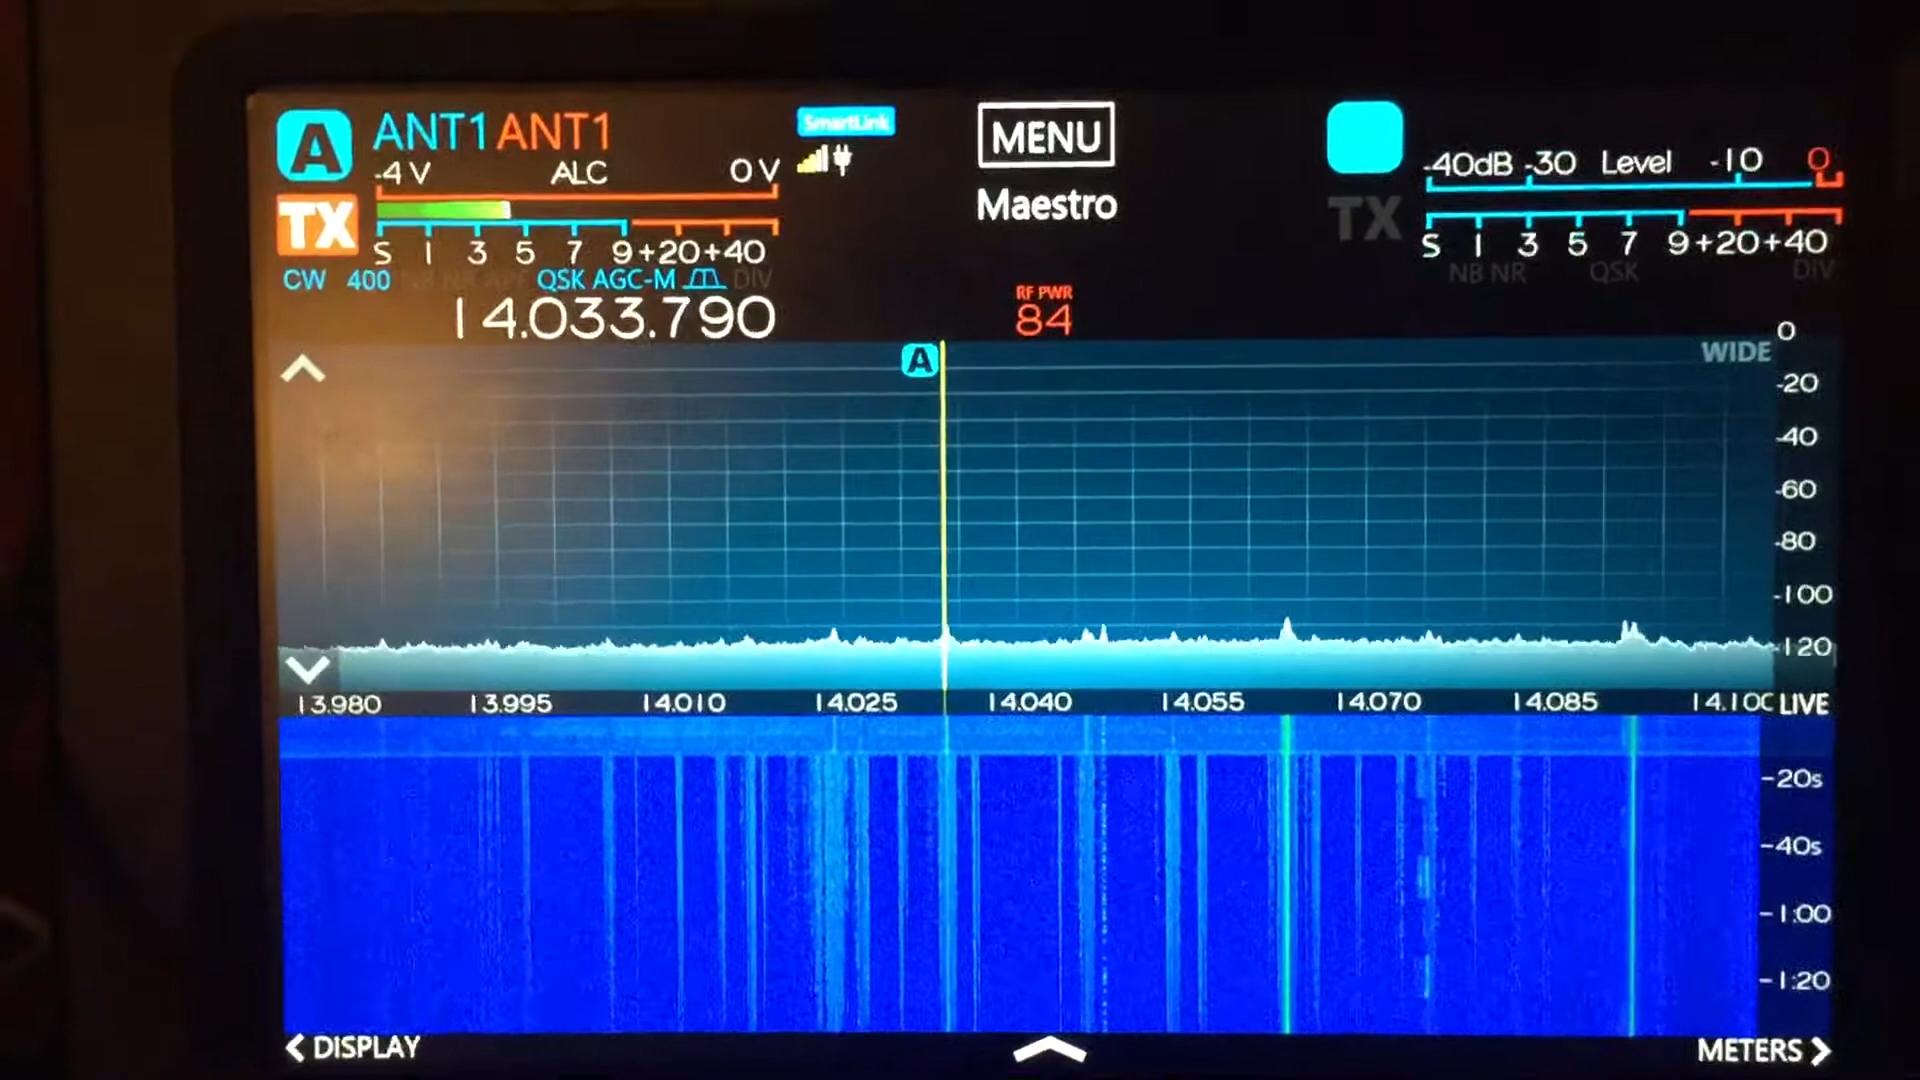 A ANT1 ANT1 SmartLink MENU
-4 V ALC 0 V
-40dB -30 Level -10 0
TX Maestro TX
S 1 3 5 7 9 +20 +40
S 1 3 5 7 9 +20 +40
CW 400 QSK AGC-M DIV
NB NR QSK DIV
14.033.790
RF PWR
84
A WIDE
0
-20
-40
-60
-80
-100
-120
13.980 13.995 14.010 14.025 14.040 14.055 14.070 14.085 14.100 LIVE
-20s
-40s
-1:00
-1:20
DISPLAY METERS